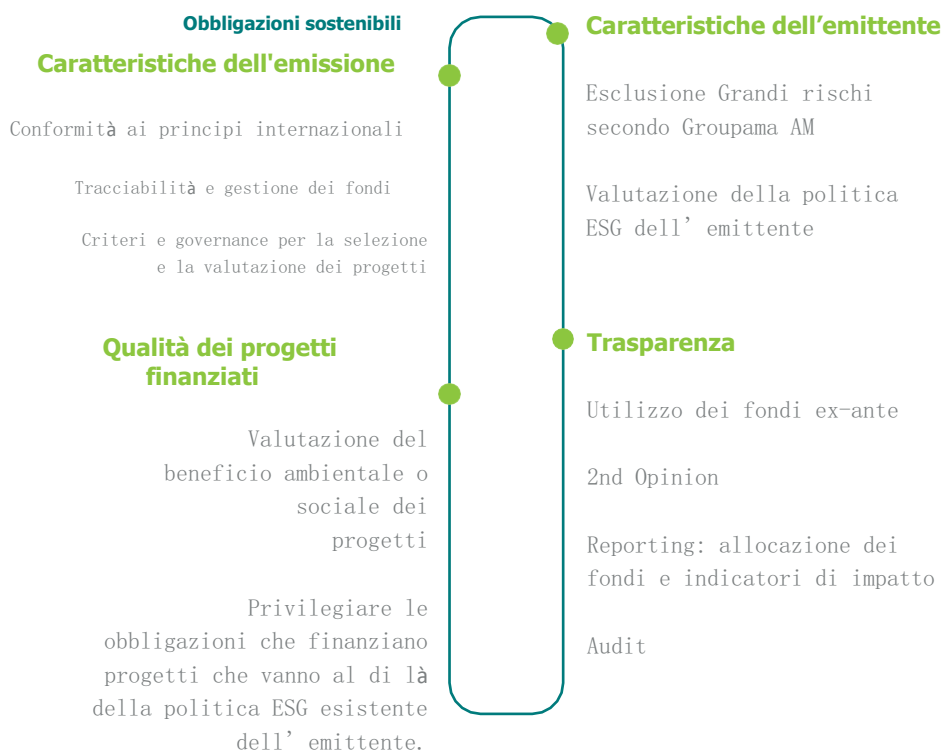 Obbligazioni sostenibili
Caratteristiche dell'emissione
Conformità ai principi internazionali
Tracciabilità e gestione dei fondi
Criteri e governance per la selezione
e la valutazione dei progetti
Caratteristiche dell’emittente
Esclusione Grandi rischi
secondo Groupama AM
Valutazione della politica
ESG dell’ emittente
Qualità dei progetti
finanziati
Valutazione del
beneficio ambientale o
sociale dei
progetti
Privilegiare le
obbligazioni che finanziano
progetti che vanno al di là
della politica ESG esistente
dell’ emittente.
Trasparenza
Utilizzo dei fondi ex-ante
2nd Opinion
Reporting: allocazione dei
fondi e indicatori di impatto
Audit